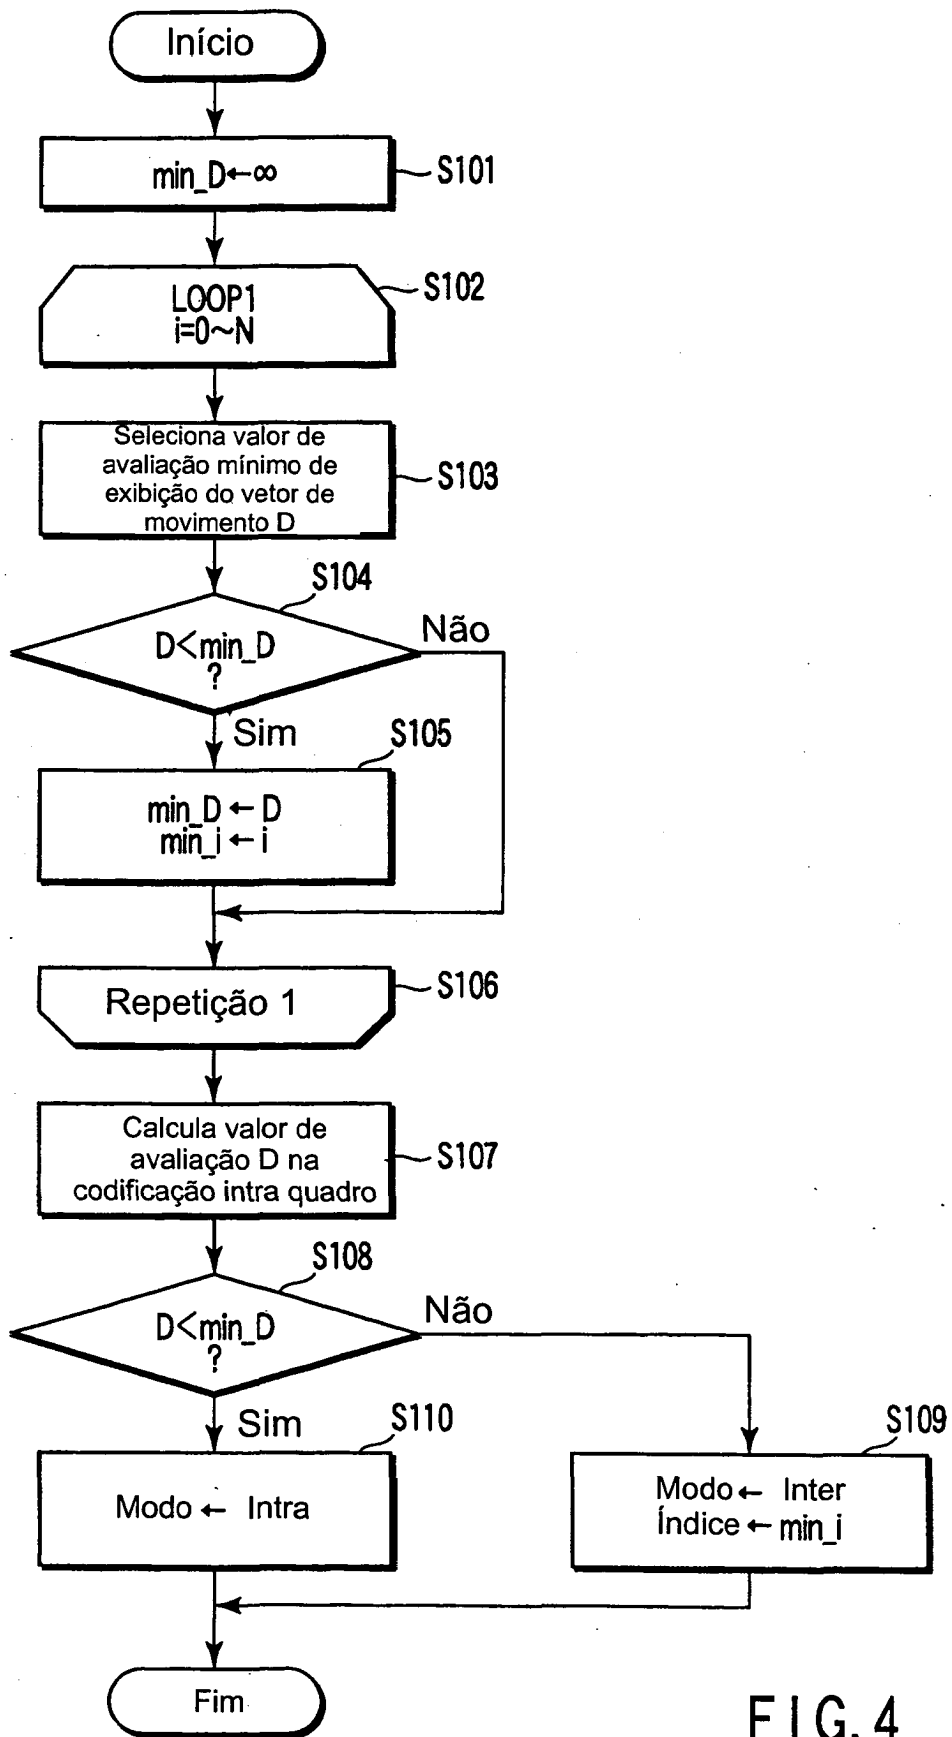 Início
min_D←∞
S101
LOOP1
i=0~N
S102
Seleciona valor de
avaliação mínimo de
exibição do vetor de
movimento D
S103
S104
D<min_D
?
Não
Sim
S105
min_D ← D
min_i ← i
Repetição 1
S106
Calcula valor de
avaliação D na
codificação intra quadro
S107
S108
D<min_D
?
Não
Sim
S110
Modo ← Intra
S109
Modo ← Inter
Índice ← min_i
Fim
FIG. 4